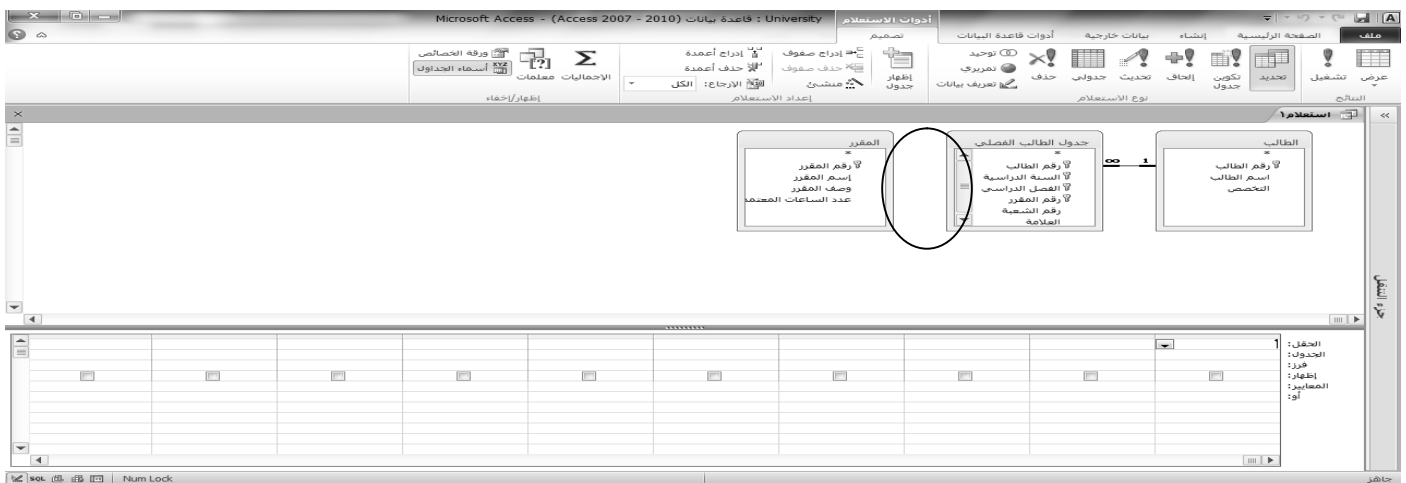 أدوات الاستعلام University : قاعدة بيانات (Access 2007 - 2010) - Microsoft Access
ملف الصفحة الرئيسية إنشاء بيانات خارجية أدوات قاعدة البيانات تصميم
عرض تشغيل
تحديد تكوين جدول إلحاق تحديث جدولي حذف
توحيد
تمريري
تعريف بيانات
إظهار جدول
إدراج صفوف
حذف صفوف
منشئ
إدراج أعمدة
حذف أعمدة
الإرجاع: الكل
الإجماليات معلمات
ورقة الخصائص
أسماء الجداول
النتائج نوع الاستعلام إعداد الاستعلام إظهار/إخفاء
استعلام١
الطالب
*
رقم الطالب
اسم الطالب
التخصص
1 ∞
جدول الطالب الفصلي
*
رقم الطالب
السنة الدراسية
الفصل الدراسي
رقم المقرر
رقم الشعبة
العلامة
المقرر
*
رقم المقرر
إسم المقرر
وصف المقرر
عدد الساعات المعتمد
جزء التنقل
الحقل: 1
الجدول:
فرز:
إظهار:
المعايير:
أو:
جاهز Num Lock SQL